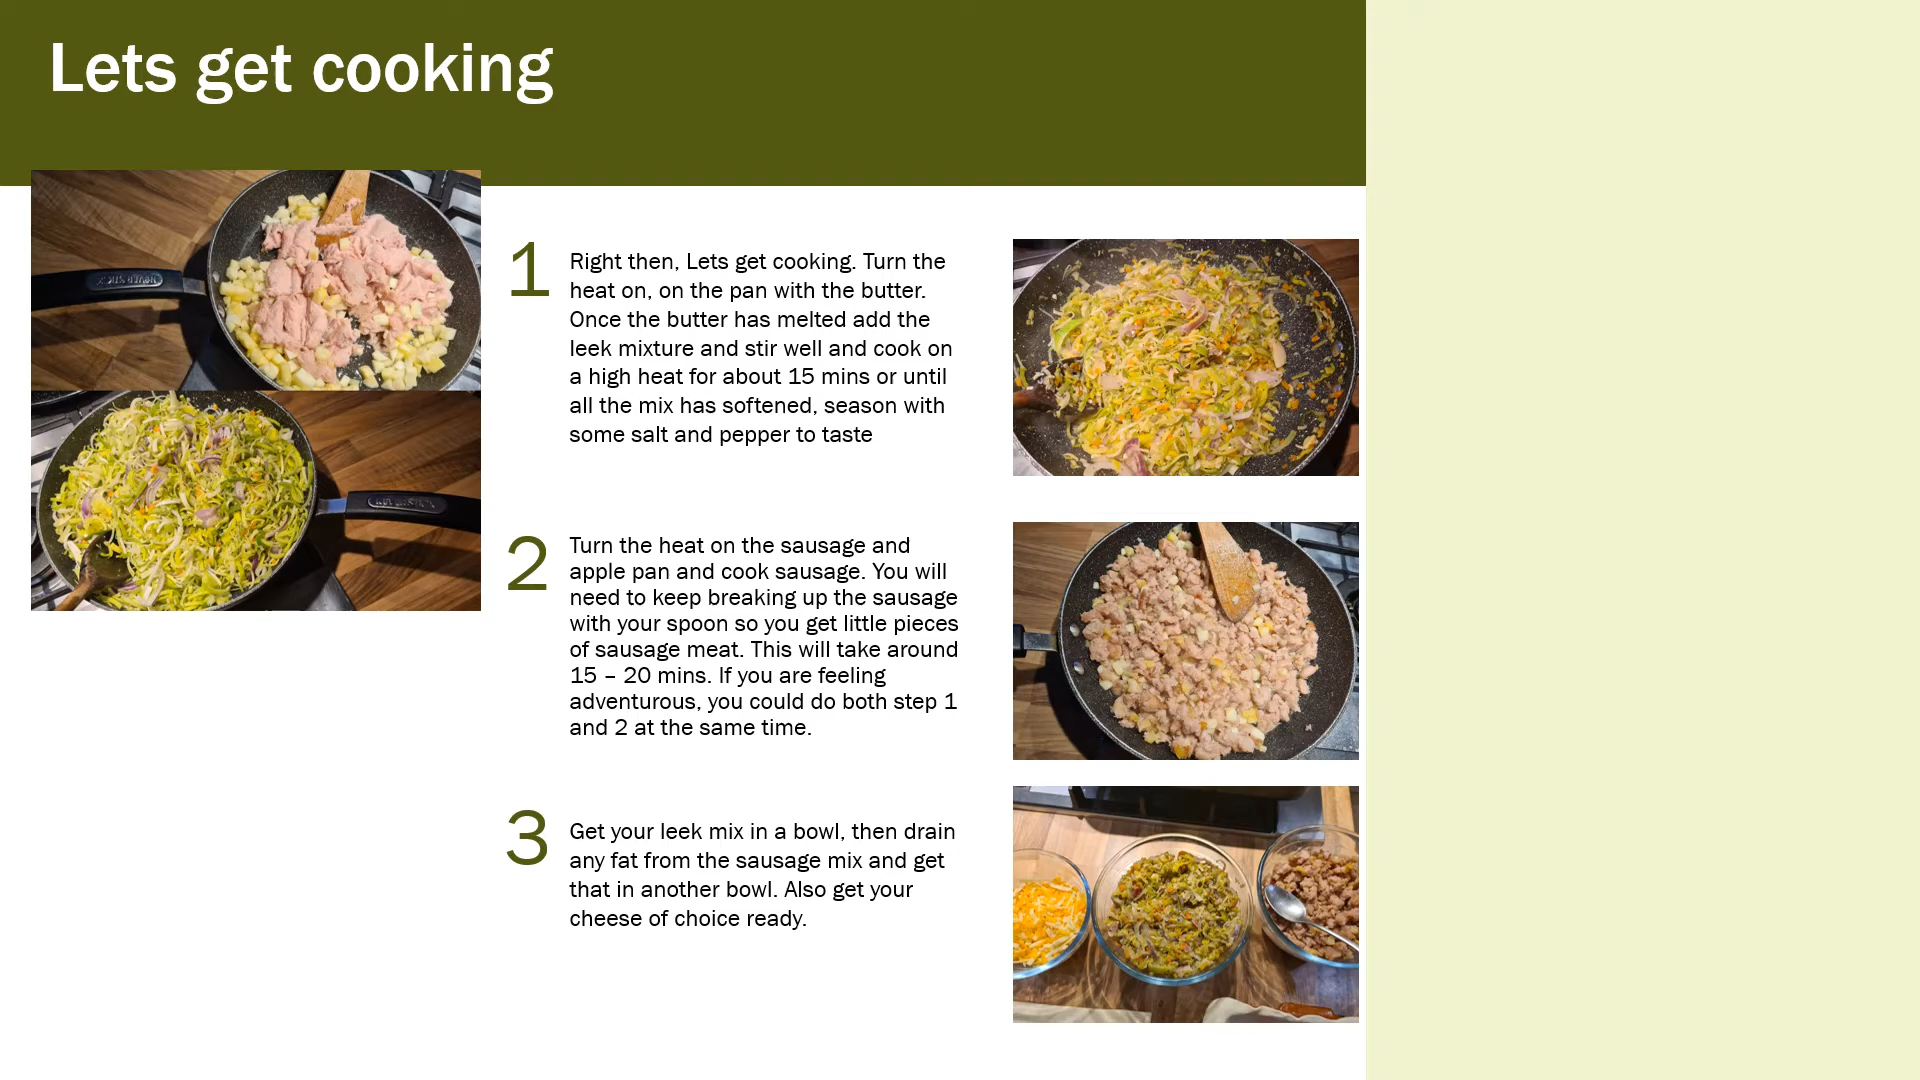 Lets get cooking
1
Right then, Lets get cooking. Turn the
heat on, on the pan with the butter.
Once the butter has melted add the
leek mixture and stir well and cook on
a high heat for about 15 mins or until
all the mix has softened, season with
some salt and pepper to taste
2
Turn the heat on the sausage and
apple pan and cook sausage. You will
need to keep breaking up the sausage
with your spoon so you get little pieces
of sausage meat. This will take around
15 – 20 mins. If you are feeling
adventurous, you could do both step 1
and 2 at the same time.
3
Get your leek mix in a bowl, then drain
any fat from the sausage mix and get
that in another bowl. Also get your
cheese of choice ready.